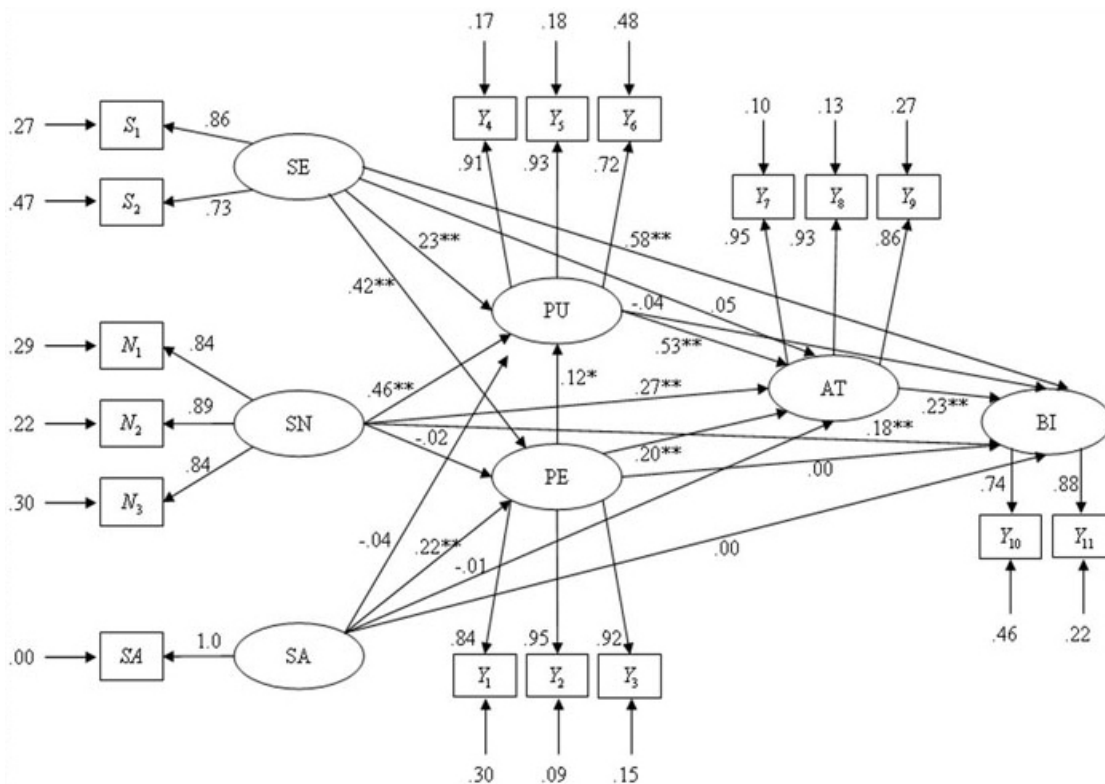 .17 .18 .48
.10 .13 .27
.27 S1 .86
SE
Y4 Y5 Y6
.91 .93 .72
.47 S2 .73
Y7 Y8 Y9
.95 .93 .86
.23**
.58**
.42**
PU
-.04 .05
.53**
.29 N1 .84
.46**
.12*
.27**
AT
.23**
.22 N2 .89
SN
-.02
.18**
BI
.20**
.00
PE
.30 N3 .84
.74 .88
Y10 Y11
-.04
.22**
-.01
.00
.46 .22
.00 SA 1.0
SA
.84 .95 .92
Y1 Y2 Y3
.30 .09 .15